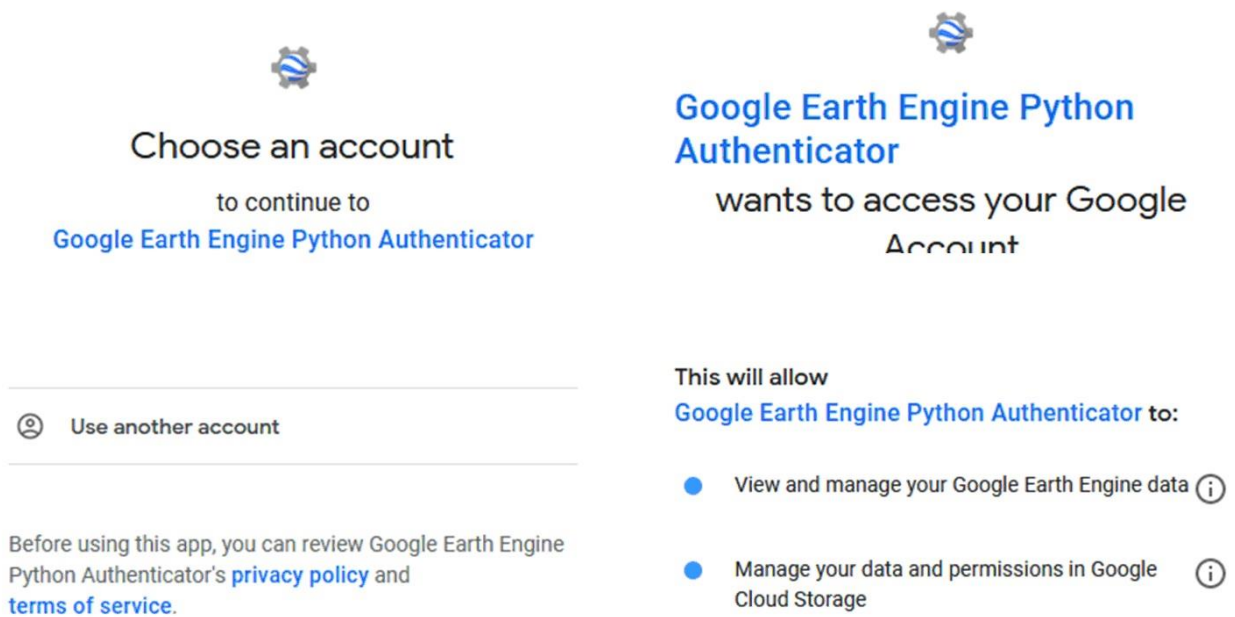 Choose an account
to continue to
Google Earth Engine Python Authenticator
Use another account
Before using this app, you can review Google Earth Engine
Python Authenticator's privacy policy and
terms of service.
Google Earth Engine Python
Authenticator
wants to access your Google
Account
This will allow
Google Earth Engine Python Authenticator to:
View and manage your Google Earth Engine data
Manage your data and permissions in Google
Cloud Storage